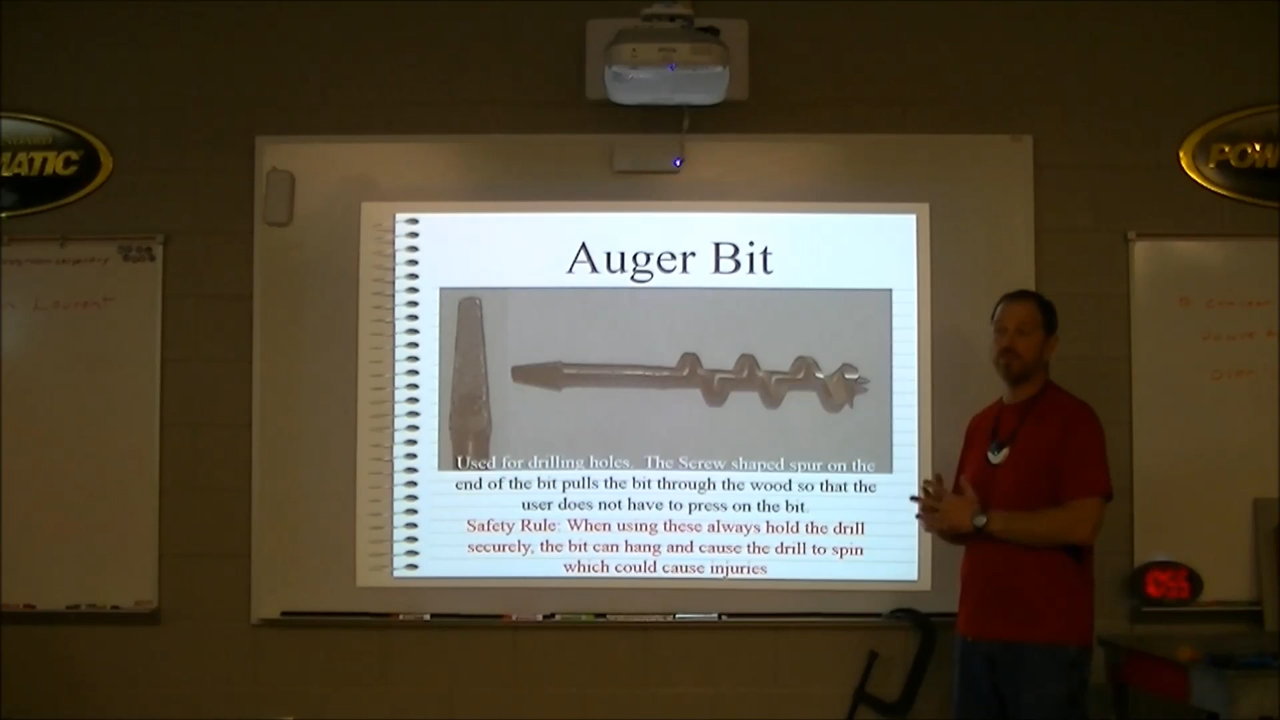 EPSON
MATIC
POW
Auger Bit
Used for drilling holes. The Screw shaped spur on the
end of the bit pulls the bit through the wood so that the
user does not have to press on the bit.
Safety Rule: When using these always hold the drill
securely, the bit can hang and cause the drill to spin
which could cause injuries